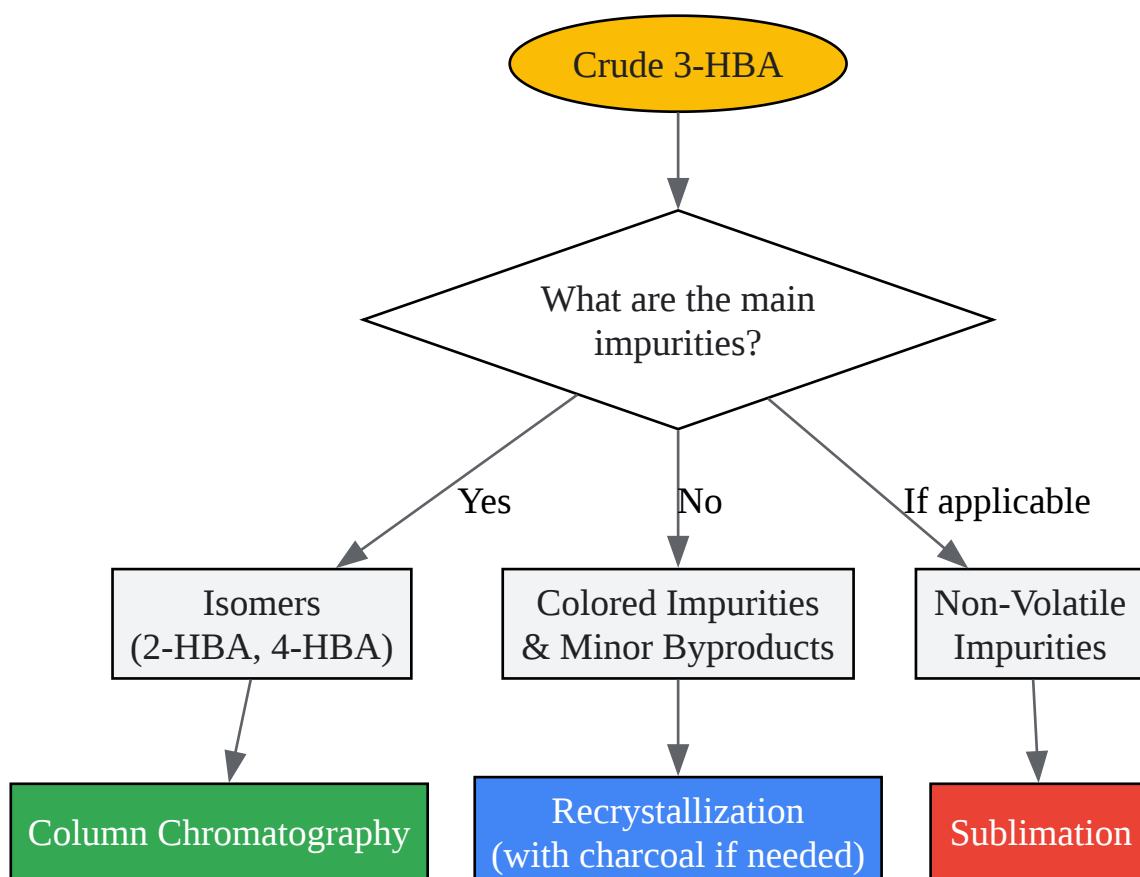 Crude 3-HBA
What are the main
impurities?
Yes
No
If applicable
Isomers
(2-HBA, 4-HBA)
Colored Impurities
& Minor Byproducts
Non-Volatile
Impurities
Column Chromatography
Recrystallization
(with charcoal if needed)
Sublimation